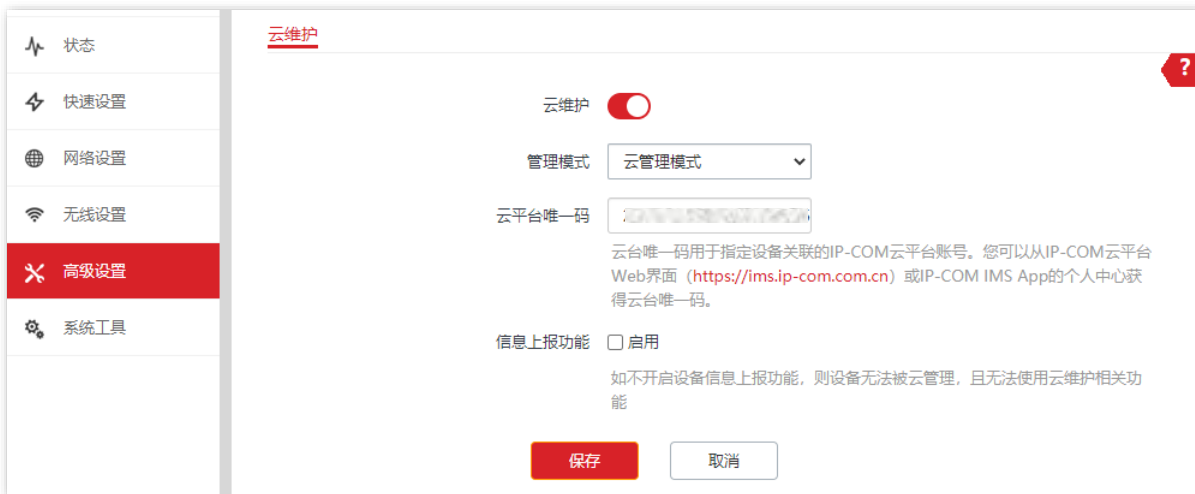 状态
快速设置
网络设置
无线设置
高级设置
系统工具
云维护
?
云维护
管理模式 云管理模式
云平台唯一码
云台唯一码用于指定设备关联的IP-COM云平台账号。您可以从IP-COM云平台
Web界面（https://ims.ip-com.com.cn）或IP-COM IMS App的个人中心获
得云台唯一码。
信息上报功能 启用
如不开启设备信息上报功能，则设备无法被云管理，且无法使用云维护相关功
能
保存 取消